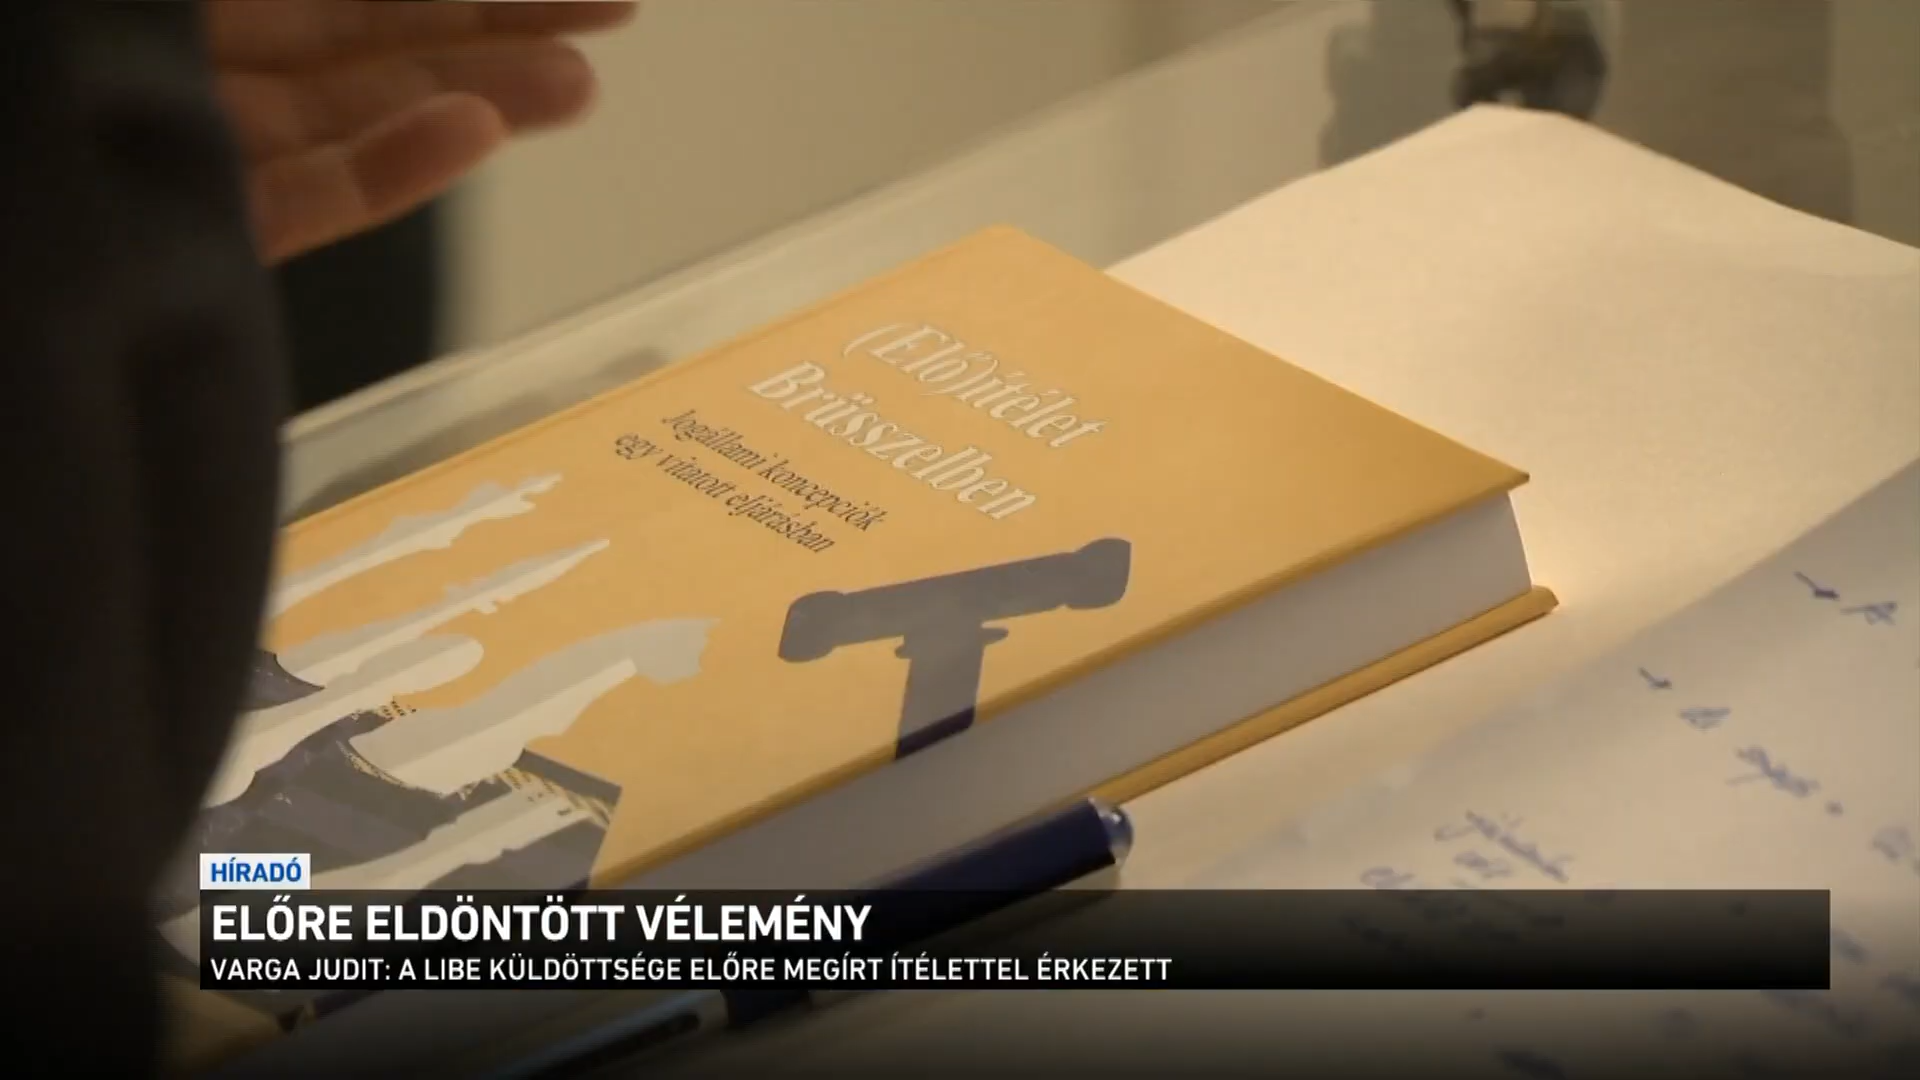 (Elő)ítélet
Brüsszelben
Jogállami koncepciók
egy vitatott eljárásban
HÍRADÓ
ELŐRE ELDÖNTÖTT VÉLEMÉNY
VARGA JUDIT: A LIBE KÜLDÖTTSÉGE ELŐRE MEGÍRT ÍTÉLETTEL ÉRKEZETT